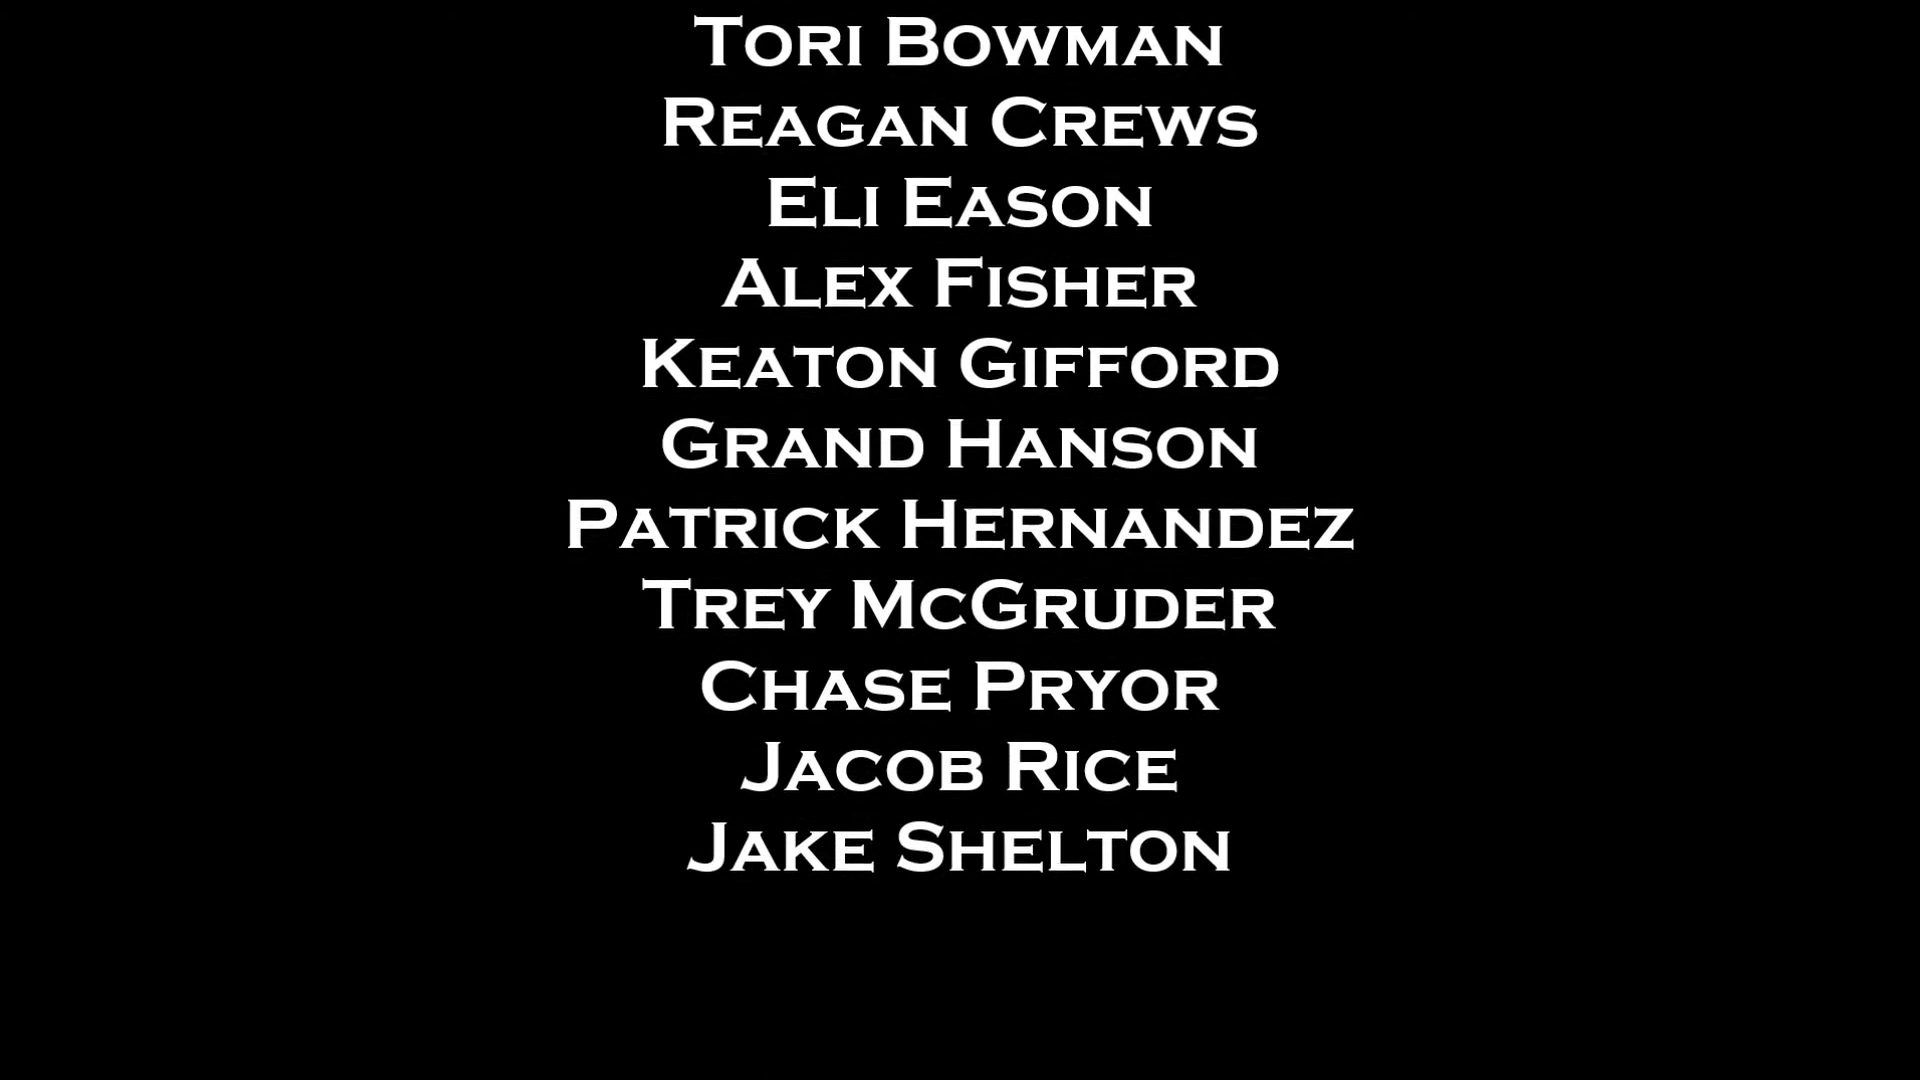 Tori Bowman
Reagan Crews
Eli Eason
Alex Fisher
Keaton Gifford
Grand Hanson
Patrick Hernandez
Trey McGruder
Chase Pryor
Jacob Rice
Jake Shelton